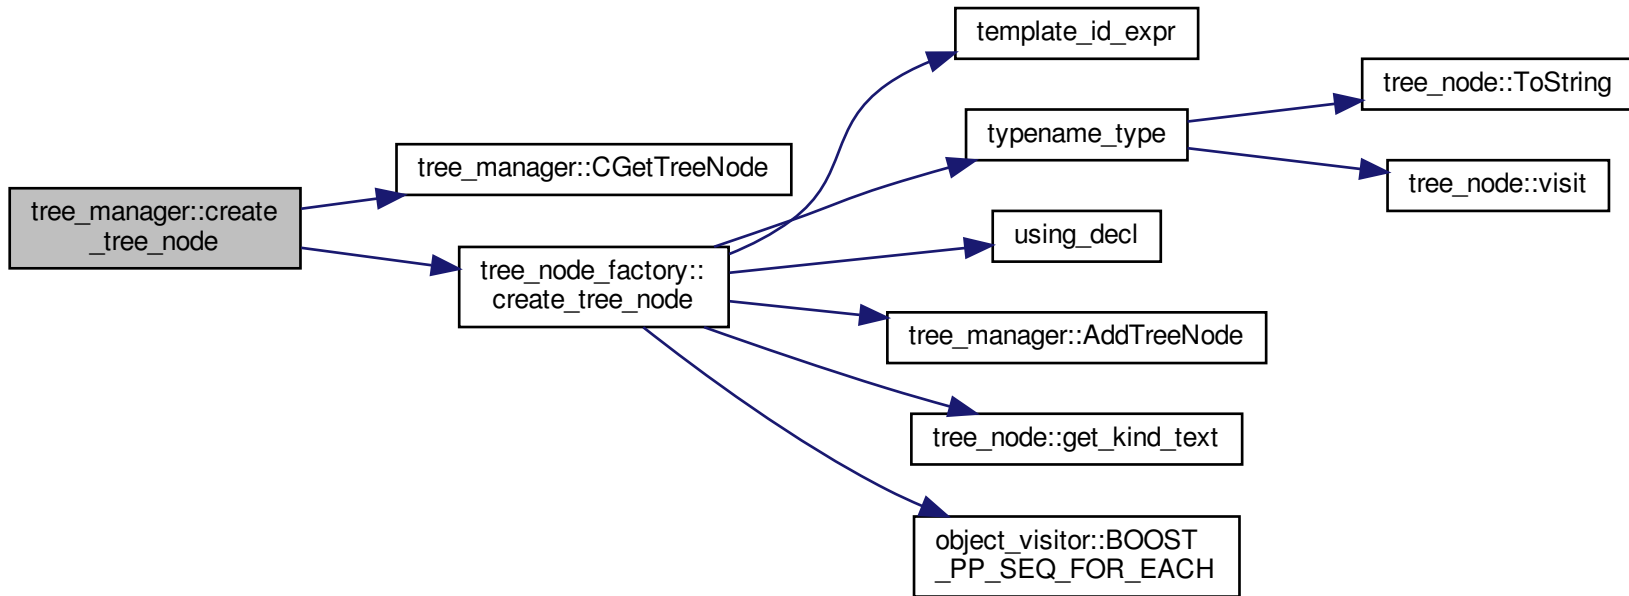 tree_manager::create
_tree_node
tree_manager::CGetTreeNode
tree_node_factory::
create_tree_node
template_id_expr
typename_type
using_decl
tree_manager::AddTreeNode
tree_node::get_kind_text
object_visitor::BOOST
_PP_SEQ_FOR_EACH
tree_node::ToString
tree_node::visit